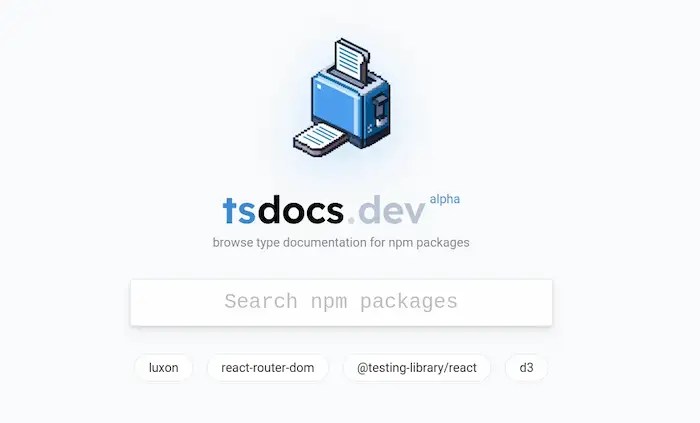 tsdocs.dev alpha
browse type documentation for npm packages
Search npm packages
luxon react-router-dom @testing-library/react d3